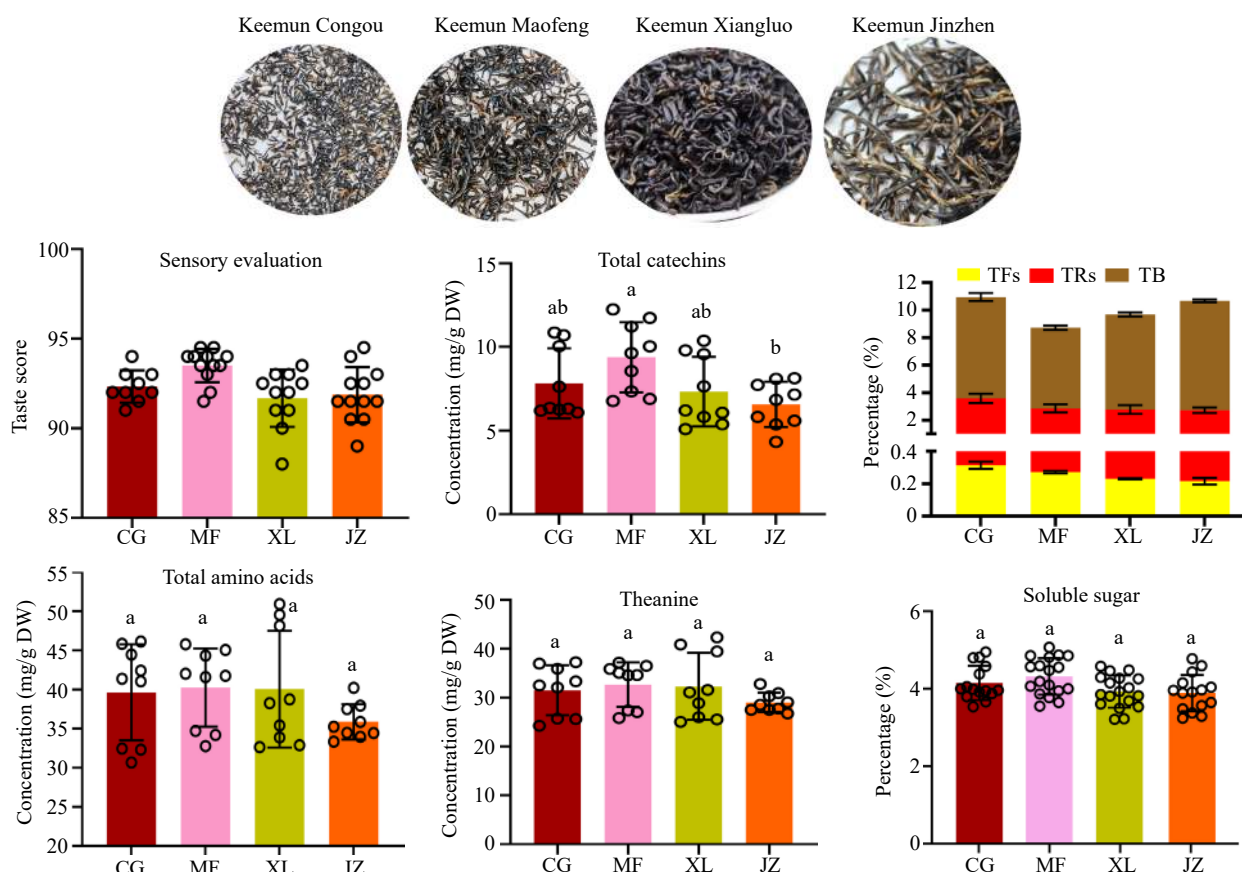 Keemun Congou Keemun Maofeng Keemun Xiangluo Keemun Jinzhen
Sensory evaluation
Taste score
100
95
90
85
CG MF XL JZ
Total catechins
Concentration (mg/g DW)
15
10
5
0
ab a ab b
CG MF XL JZ
TFs TRs TB
Percentage (%)
12
10
8
6
4
2
0.4
0.2
0
CG MF XL JZ
Total amino acids
Concentration (mg/g DW)
55
50
45
40
35
30
25
20
a a a a
CG MF XL JZ
Theanine
Concentration (mg/g DW)
50
40
30
20
10
0
a a a a
CG MF XL JZ
Soluble sugar
Percentage (%)
6
4
2
0
a a a a
CG MF XL JZ